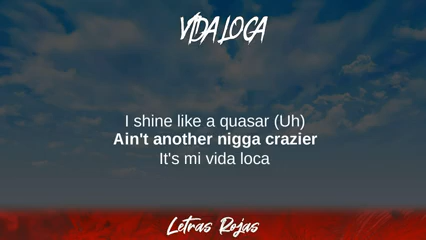 VIDA LOCA
I shine like a quasar (Uh)
Ain't another nigga crazier
It's mi vida loca
Letras Rojas